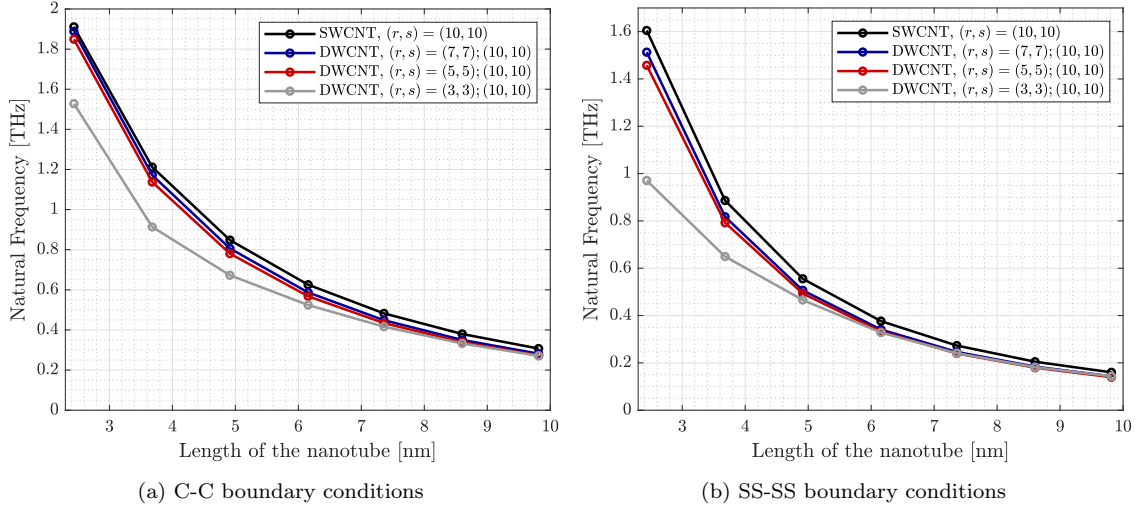 2
1.8
1.6
1.4
1.2
1
0.8
0.6
0.4
0.2
0
Natural Frequency [THz]
SWCNT, (r, s) = (10, 10)
DWCNT, (r, s) = (7, 7); (10, 10)
DWCNT, (r, s) = (5, 5); (10, 10)
DWCNT, (r, s) = (3, 3); (10, 10)
3 4 5 6 7 8 9 10
Length of the nanotube [nm]
(a) C-C boundary conditions
1.6
1.4
1.2
1
0.8
0.6
0.4
0.2
0
Natural Frequency [THz]
SWCNT, (r, s) = (10, 10)
DWCNT, (r, s) = (7, 7); (10, 10)
DWCNT, (r, s) = (5, 5); (10, 10)
DWCNT, (r, s) = (3, 3); (10, 10)
3 4 5 6 7 8 9 10
Length of the nanotube [nm]
(b) SS-SS boundary conditions